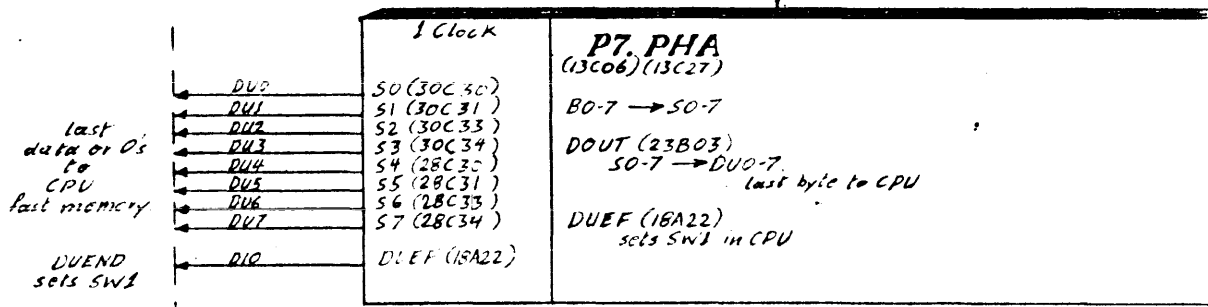 1 Clock
P7. PHA
(13C06)(13C27)
DU0 S0 (30C30)
DU1 S1 (30C31) B0-7 → S0-7
DU2 S2 (30C33)
DU3 S3 (30C34) DOUT (23B03)
DU4 S4 (28C30) S0-7 → DU0-7
DU5 S5 (28C31) last byte to CPU
DU6 S6 (28C33)
DU7 S7 (28C34) DUEF (18A22)
sets SW1 in CPU
last
data or 0's
to
CPU
fast memory
DUEND DIO DUEF (18A22)
sets SW1